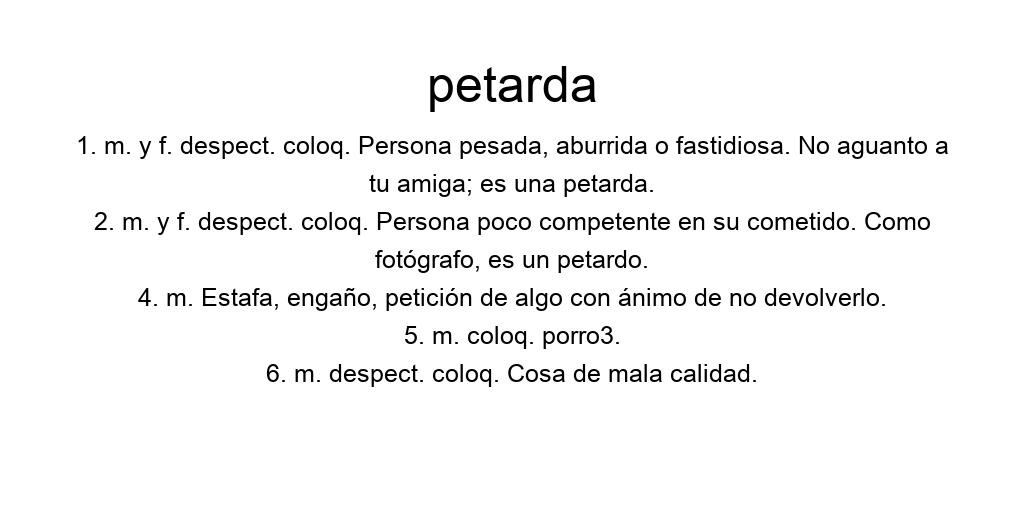 petarda
1. m. y f. despect. coloq. Persona pesada, aburrida o fastidiosa. No aguanto a
tu amiga; es una petarda.
2. m. y f. despect. coloq. Persona poco competente en su cometido. Como
fotógrafo, es un petardo.
4. m. Estafa, engaño, petición de algo con ánimo de no devolverlo.
5. m. coloq. porro3.
6. m. despect. coloq. Cosa de mala calidad.